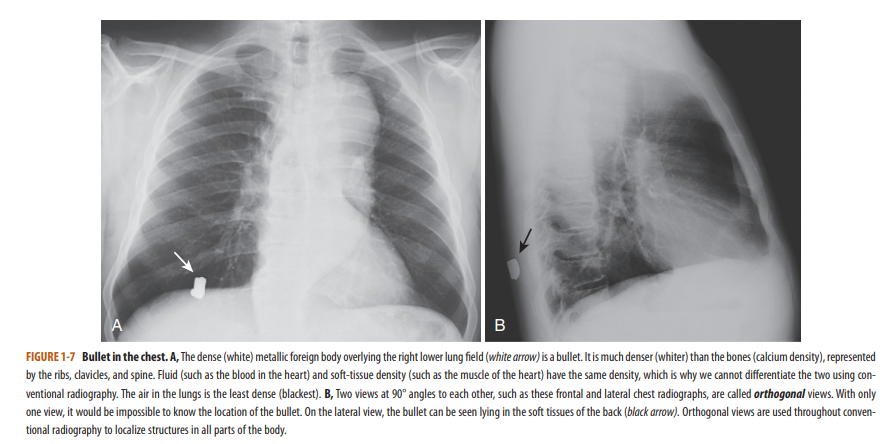 A
B
FIGURE 1-7 Bullet in the chest. A, The dense (white) metallic foreign body overlying the right lower lung field (white arrow) is a bullet. It is much denser (whiter) than the bones (calcium density), represented
by the ribs, clavicles, and spine. Fluid (such as the blood in the heart) and soft-tissue density (such as the muscle of the heart) have the same density, which is why we cannot differentiate the two using con-
ventional radiography. The air in the lungs is the least dense (blackest). B, Two views at 90° angles to each other, such as these frontal and lateral chest radiographs, are called orthogonal views. With only
one view, it would be impossible to know the location of the bullet. On the lateral view, the bullet can be seen lying in the soft tissues of the back (black arrow). Orthogonal views are used throughout conven-
tional radiography to localize structures in all parts of the body.